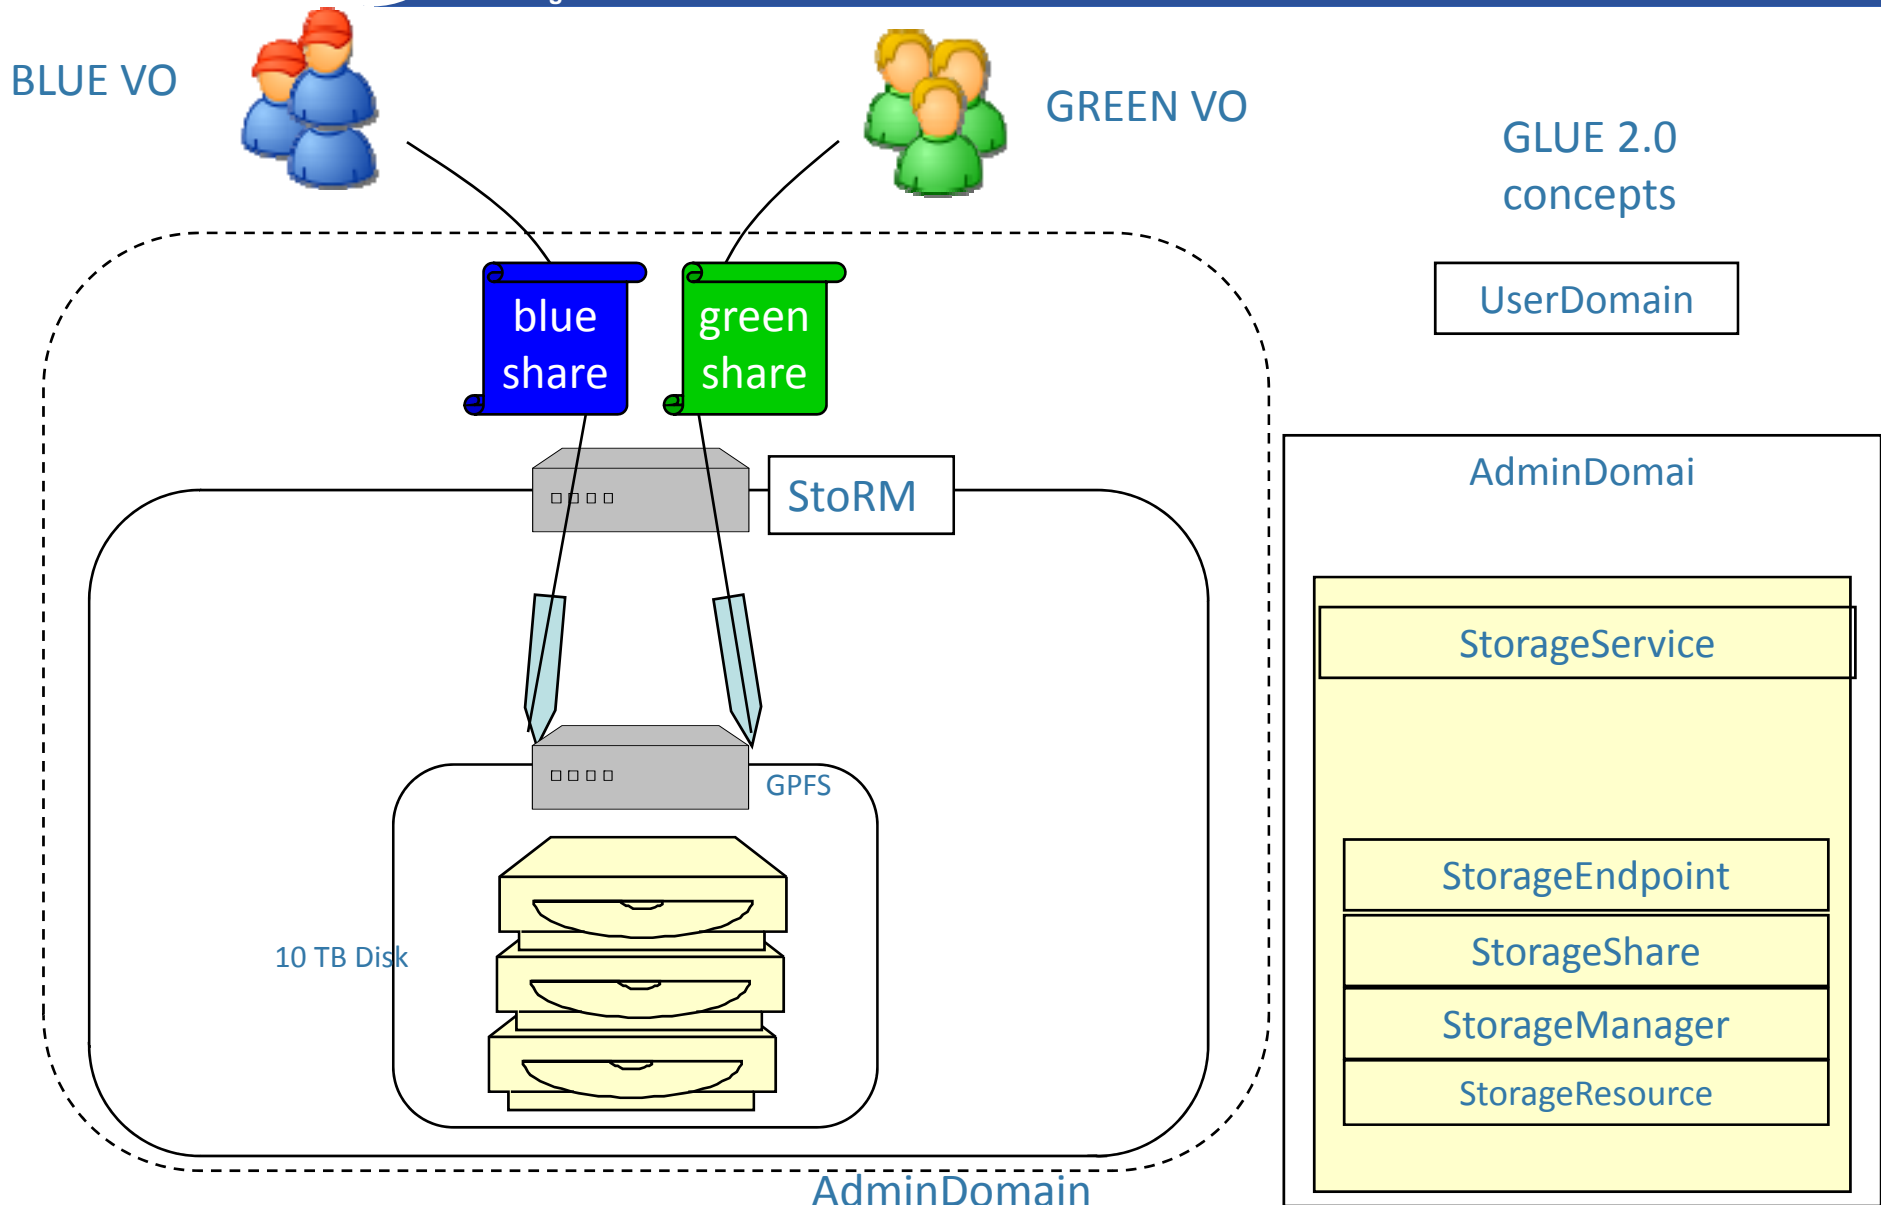 BLUE VO
GREEN VO
GLUE 2.0
concepts
UserDomain
blue
share
green
share
StoRM
GPFS
10 TB Disk
AdminDomain
AdminDomai
StorageService
StorageEndpoint
StorageShare
StorageManager
StorageResource